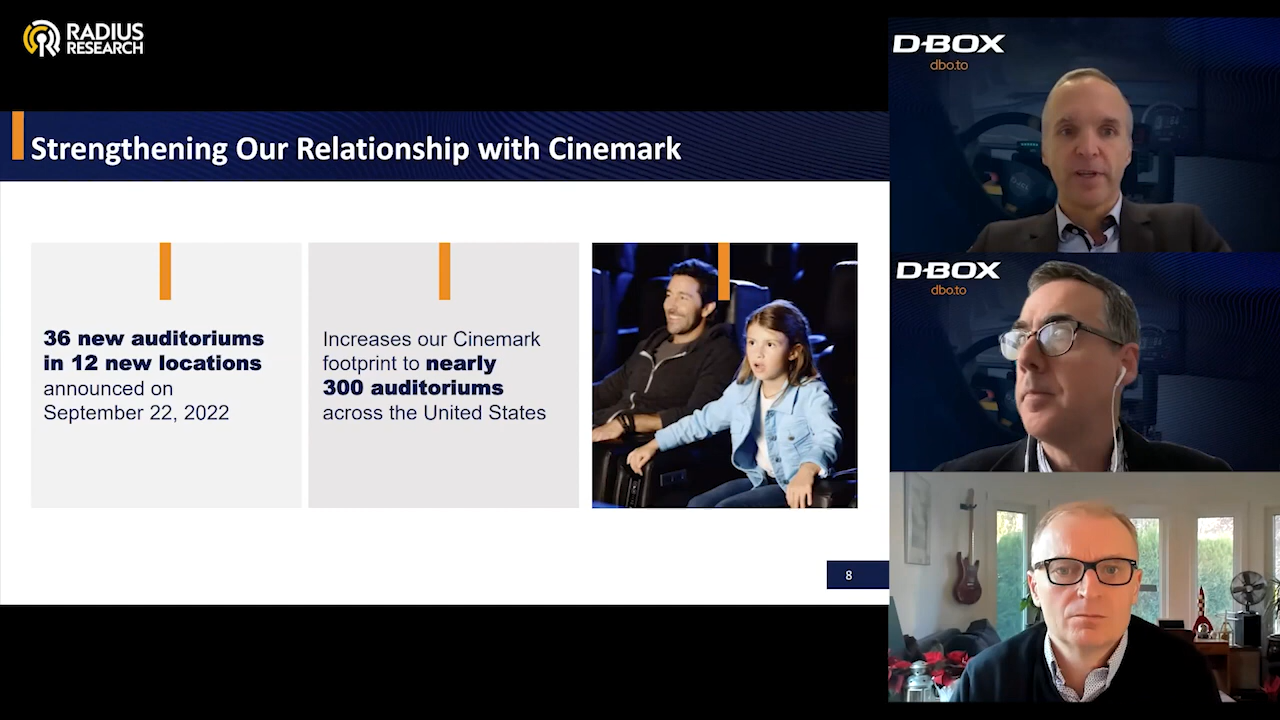 RADIUS
RESEARCH
Strengthening Our Relationship with Cinemark
36 new auditoriums
in 12 new locations
announced on
September 22, 2022
Increases our Cinemark
footprint to nearly
300 auditoriums
across the United States
8
D-BOX
dbo.to
D-BOX
dbo.to